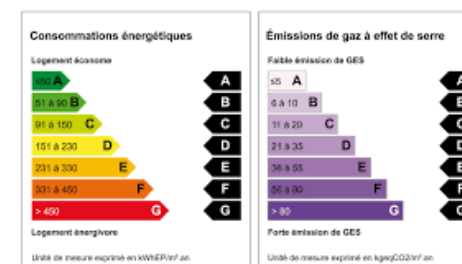 Consommations énergétiques
Logement économe
≤50 A A
51 à 90 B B
91 à 150 C C
151 à 230 D D
231 à 330 E E
331 à 450 F F
> 450 G G
Logement énergivore
Unité de mesure exprimé en kWhEP/m².an
Émissions de gaz à effet de serre
Faible émission de GES
≤5 A
6 à 10 B
11 à 20 C
21 à 35 D
36 à 55 E
56 à 80 F
> 80 G
Forte émission de GES
Unité de mesure exprimé en kgeqCO2/m².an